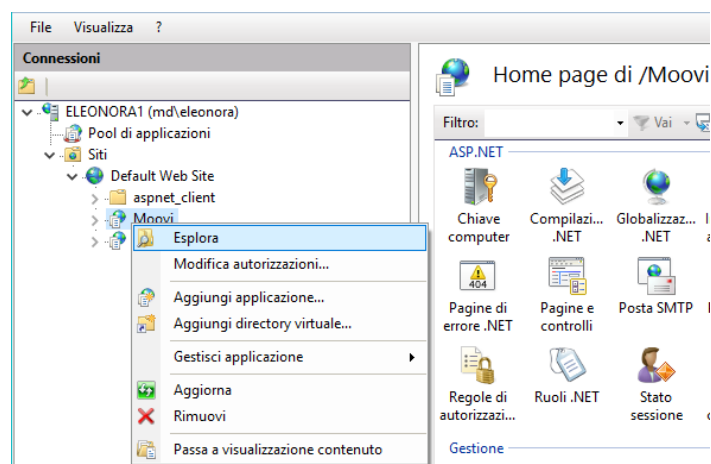 File Visualizza ?
Connessioni
ELEONORA1 (md\eleonora)
Pool di applicazioni
Siti
Default Web Site
aspnet_client
Moovi
Esplora
Modifica autorizzazioni...
Aggiungi applicazione...
Aggiungi directory virtuale...
Gestisci applicazione
Aggiorna
Rimuovi
Passa a visualizzazione contenuto
Home page di /Moovi
Filtro: Vai
ASP.NET
Chiave Compilazi... Globalizzaz...
computer .NET .NET
404
Pagine di Pagine e Posta SMTP
errore .NET controlli
Regole di Ruoli .NET Stato
autorizzazi... sessione
Gestione